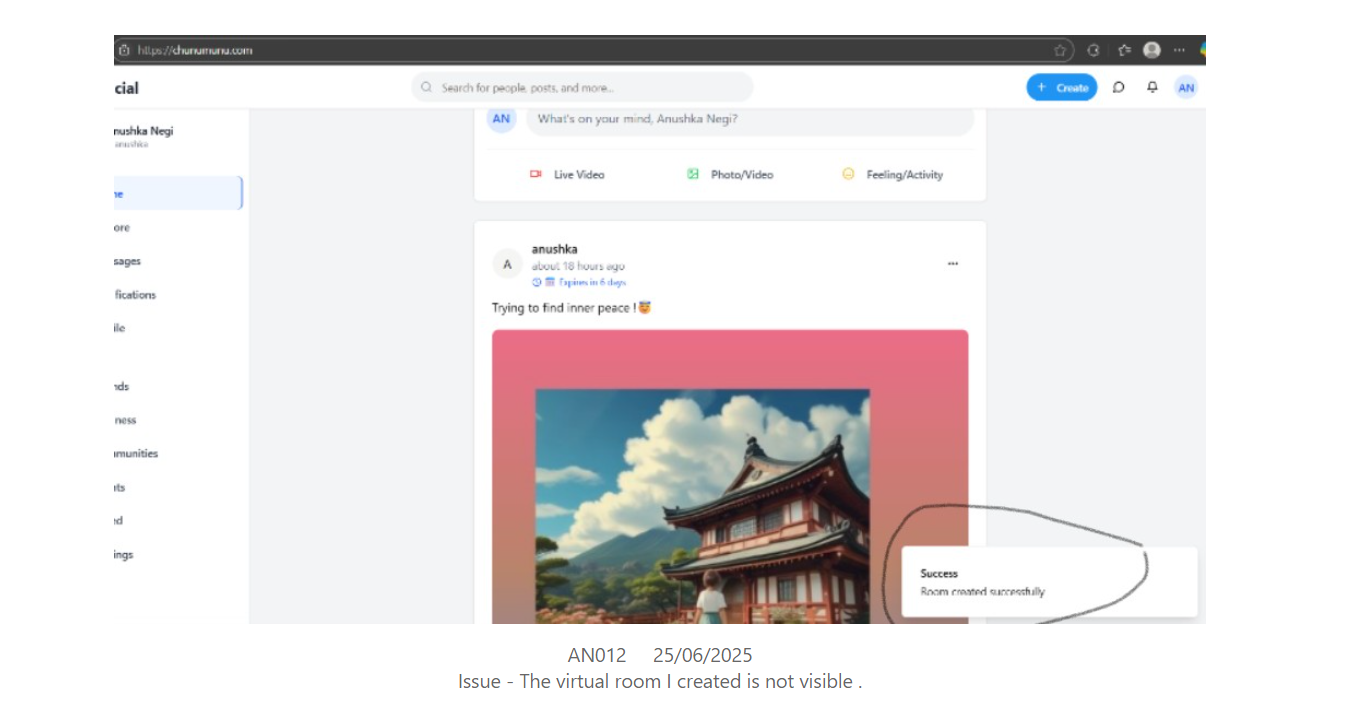 https://chunumunu.com
cial
Search for people, posts, and more...
+ Create
AN
nushka Negi
anushka
ne
ore
sages
fications
ile
nds
ness
mmunities
nts
ed
ings
AN
What's on your mind, Anushka Negi?
Live Video
Photo/Video
Feeling/Activity
A
anushka
about 18 hours ago
Expires in 6 days
Trying to find inner peace !😇
Success
Room created successfully
AN012 25/06/2025
Issue - The virtual room I created is not visible .